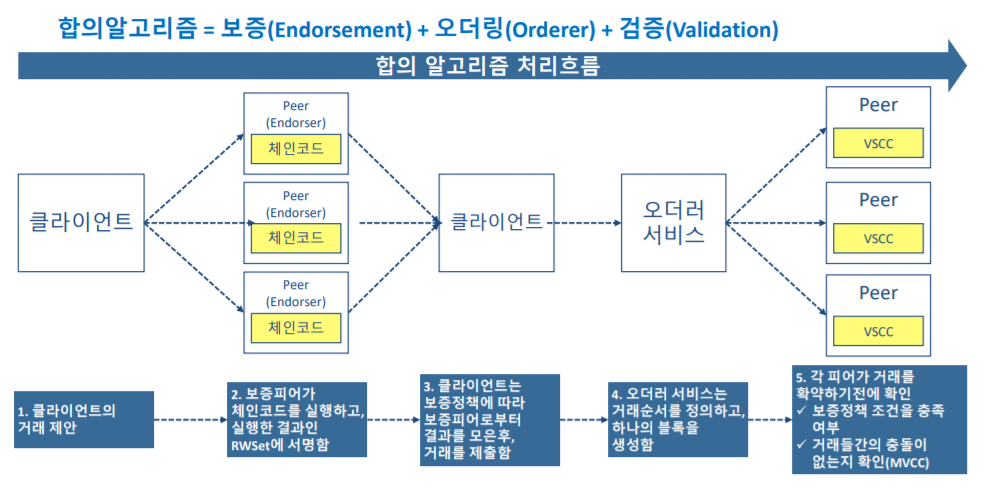 합의알고리즘 = 보증(Endorsement) + 오더링(Orderer) + 검증(Validation)
합의 알고리즘 처리흐름
클라이언트
Peer
(Endorser)
체인코드
Peer
(Endorser)
체인코드
Peer
(Endorser)
체인코드
클라이언트
오더러
서비스
Peer
VSCC
Peer
VSCC
Peer
VSCC
1. 클라이언트의
거래 제안
2. 보증피어가
체인코드를 실행하고,
실행한 결과인
RWSet에 서명함
3. 클라이언트는
보증정책에 따라
보증피어로부터
결과를 모은후,
거래를 제출함
4. 오더러 서비스는
거래순서를 정의하고,
하나의 블록을
생성함
5. 각 피어가 거래를
확약하기전에 확인
✓ 보증정책 조건을 충족
여부
✓ 거래들간의 충돌이
없는지 확인(MVCC)